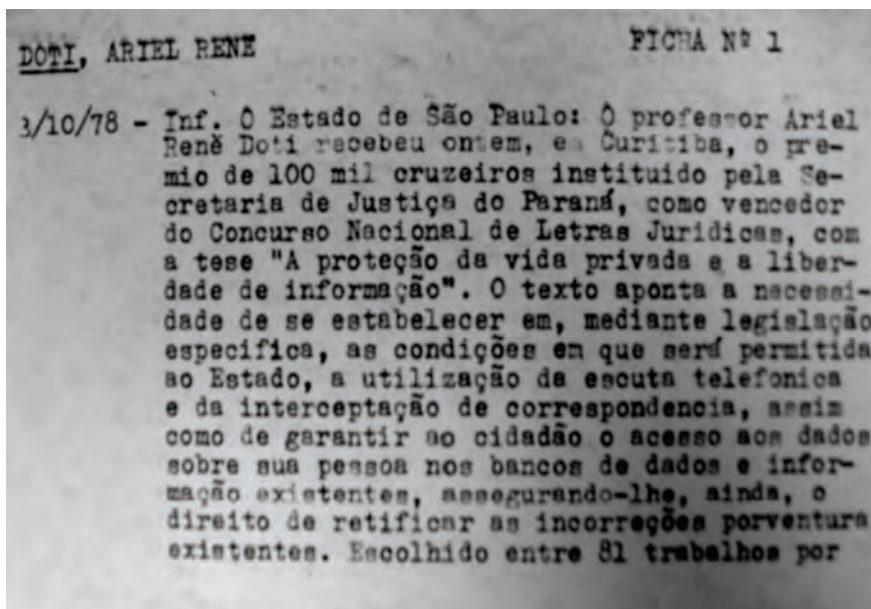 DOTI, ARIEL RENE
FICHA Nº 1
3/10/78 - Inf. O Estado de São Paulo: O professor Ariel
Renê Doti recebeu ontem, em Curitiba, o pre-
mio de 100 mil cruzeiros instituido pela Se-
cretaria de Justiça do Paraná, como vencedor
do Concurso Nacional de Letras Juridicas, com
a tese "A proteção da vida privada e a liber-
dade de informação". O texto aponta a necessi-
dade de se estabelecer em, mediante legislação
especifica, as condições em que será permitida
ao Estado, a utilização da escuta telefonica
e da interceptação de correspondencia, assim
como de garantir ao cidadão o acesso aos dados
sobre sua pessoa nos bancos de dados e infor-
mação existentes, assegurando-lhe, ainda, o
direito de retificar as incorreções porventura
existentes. Escolhido entre 81 trabalhos por